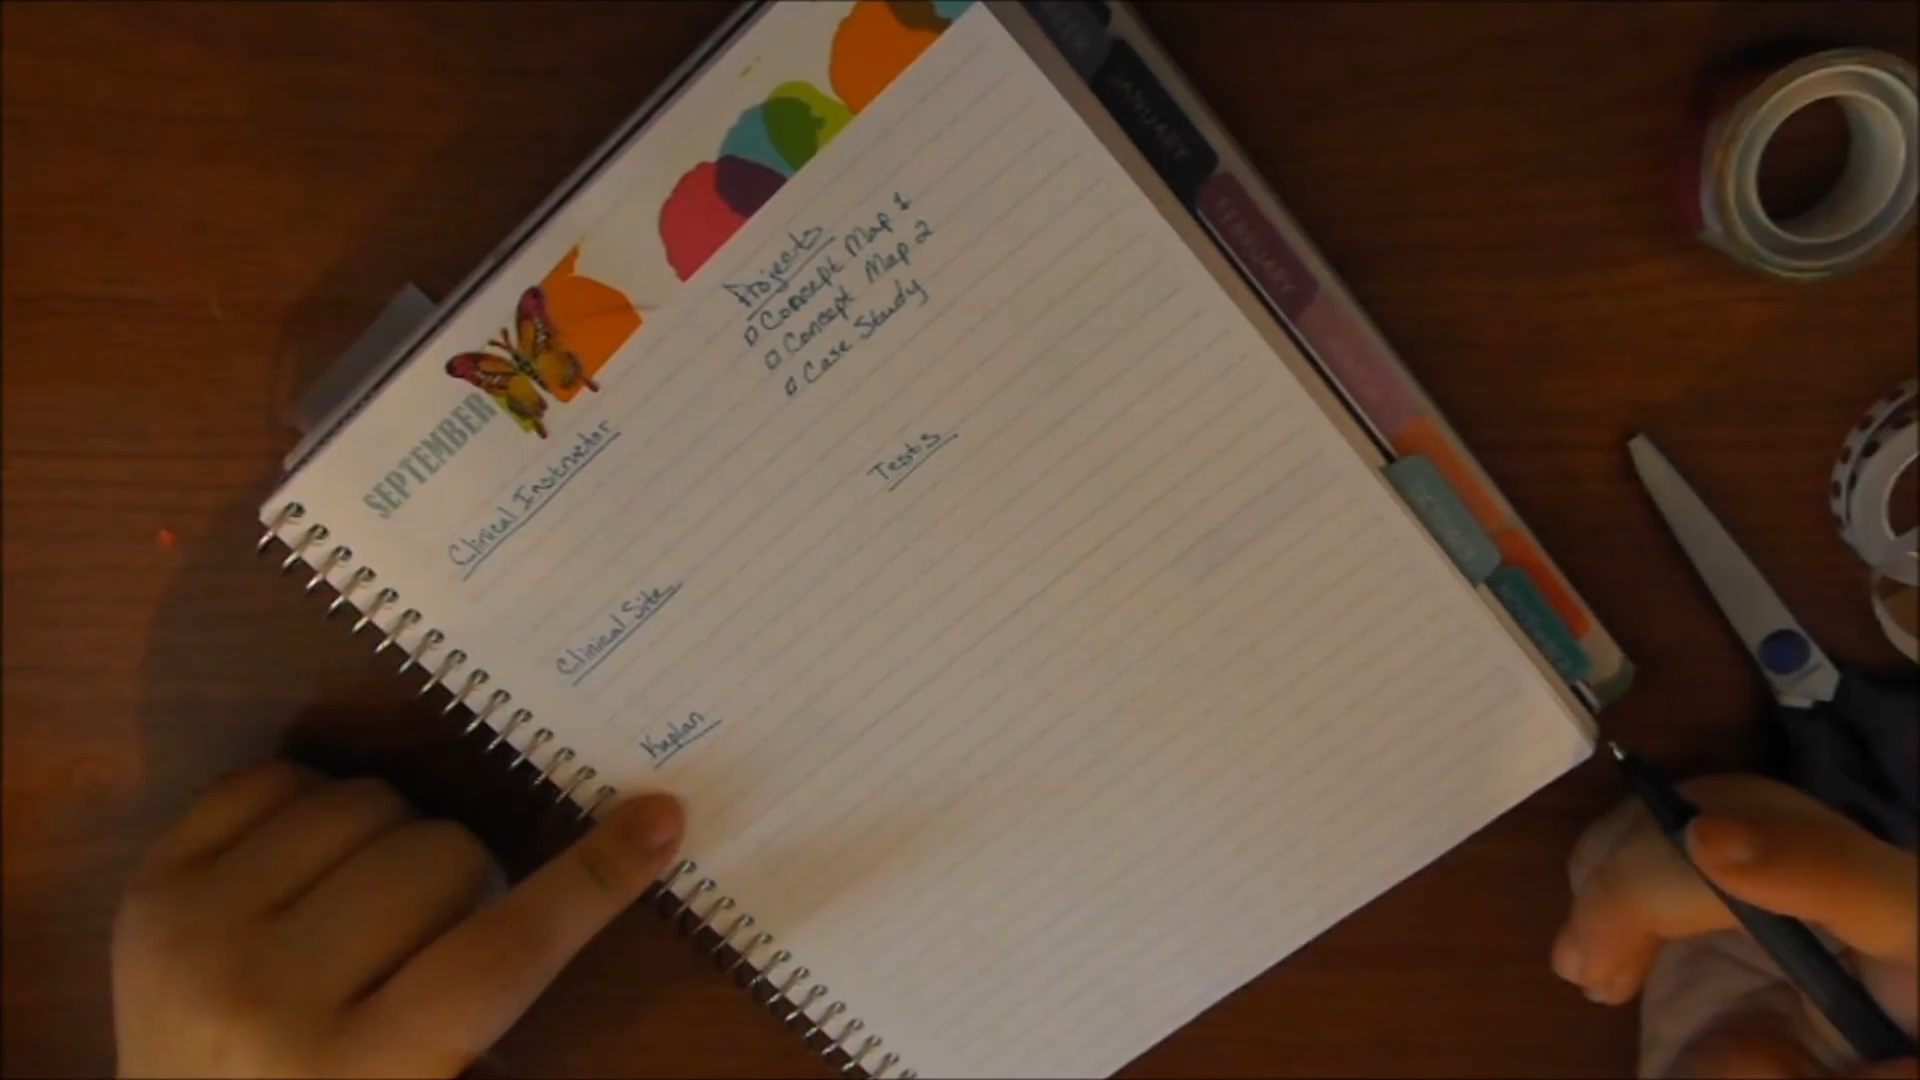 SEPTEMBER
Clinical Instructor
Clinical Site
Kaplan
Projects
Concept Map 1
Concept Map 2
Case Study
Tests
JANUARY
FEBRUARY